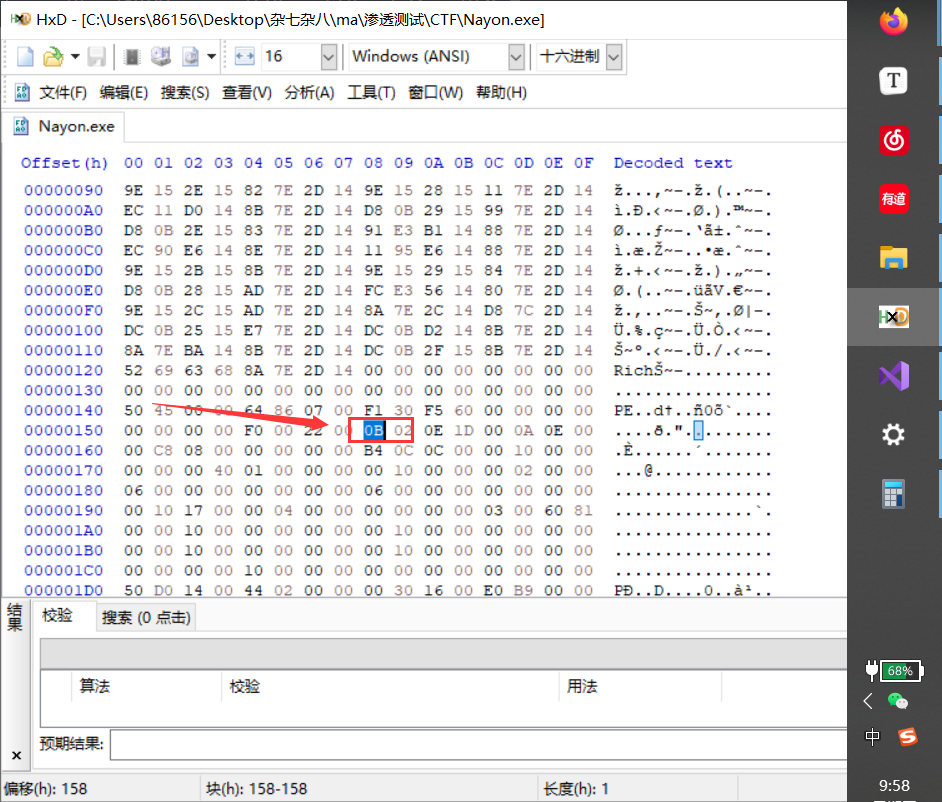 HxD - [C:\Users\86156\Desktop\杂七杂八\ma\渗透测试\CTF\Nayon.exe]
16 Windows (ANSI) 十六进制
文件(F) 编辑(E) 搜索(S) 查看(V) 分析(A) 工具(T) 窗口(W) 帮助(H)
Nayon.exe
Offset(h) 00 01 02 03 04 05 06 07 08 09 0A 0B 0C 0D 0E 0F Decoded text
00000090 9E 15 2E 15 82 7E 2D 14 9E 15 28 15 11 7E 2D 14 ž...‚~-.ž.(..~-.
000000A0 EC 11 D0 14 8B 7E 2D 14 D8 0B 29 15 99 7E 2D 14 ì.Ð.‹~-.Ø.).™~-.
000000B0 D8 0B 2E 15 83 7E 2D 14 91 E3 B1 14 88 7E 2D 14 Ø...ƒ~-.‘ã±.ˆ~-.
000000C0 EC 90 E6 14 8E 7E 2D 14 11 95 E6 14 88 7E 2D 14 ì.æ.Ž~-..•æ.ˆ~-.
000000D0 9E 15 2B 15 8B 7E 2D 14 9E 15 29 15 84 7E 2D 14 ž.+.‹~-.ž.).„~-.
000000E0 D8 0B 28 15 AD 7E 2D 14 FC E3 56 14 80 7E 2D 14 Ø.(..~-.üãV.€~-.
000000F0 9E 15 2C 15 AD 7E 2D 14 8A 7E 2C 14 D8 7C 2D 14 ž.,..~-.Š~,.Ø|-.
00000100 DC 0B 25 15 E7 7E 2D 14 DC 0B D2 14 8B 7E 2D 14 Ü.%.ç~-.Ü.Ò.‹~-.
00000110 8A 7E BA 14 8B 7E 2D 14 DC 0B 2F 15 8B 7E 2D 14 Š~º.‹~-.Ü./.‹~-.
00000120 52 69 63 68 8A 7E 2D 14 00 00 00 00 00 00 00 00 RichŠ~-.........
00000130 00 00 00 00 00 00 00 00 00 00 00 00 00 00 00 00 ................
00000140 50 45 00 00 64 86 07 00 F1 30 F5 60 00 00 00 00 PE..d†..ñ0õ`....
00000150 00 00 00 00 F0 00 22 00 0B 02 0E 1D 00 0A 0E 00 ....ð.".........
00000160 00 C8 08 00 00 00 00 00 B4 0C 0C 00 00 10 00 00 .È......´.......
00000170 00 00 00 40 01 00 00 00 00 10 00 00 00 02 00 00 ...@............
00000180 06 00 00 00 00 00 00 00 06 00 00 00 00 00 00 00 ................
00000190 00 10 17 00 00 04 00 00 00 00 00 00 03 00 60 81 ..............`.
000001A0 00 00 10 00 00 00 00 00 00 10 00 00 00 00 00 00 ................
000001B0 00 00 10 00 00 00 00 00 00 10 00 00 00 00 00 00 ................
000001C0 00 00 00 00 10 00 00 00 00 00 00 00 00 00 00 00 ................
000001D0 50 D0 14 00 44 02 00 00 00 30 16 00 E0 B9 00 00 PÐ..D....0..à¹..
结果
校验 搜索 (0 点击)
算法 校验 用法
预期结果:
偏移(h): 158 块(h): 158-158 长度(h): 1
T
有道
HXD
68%
中 S
9:58